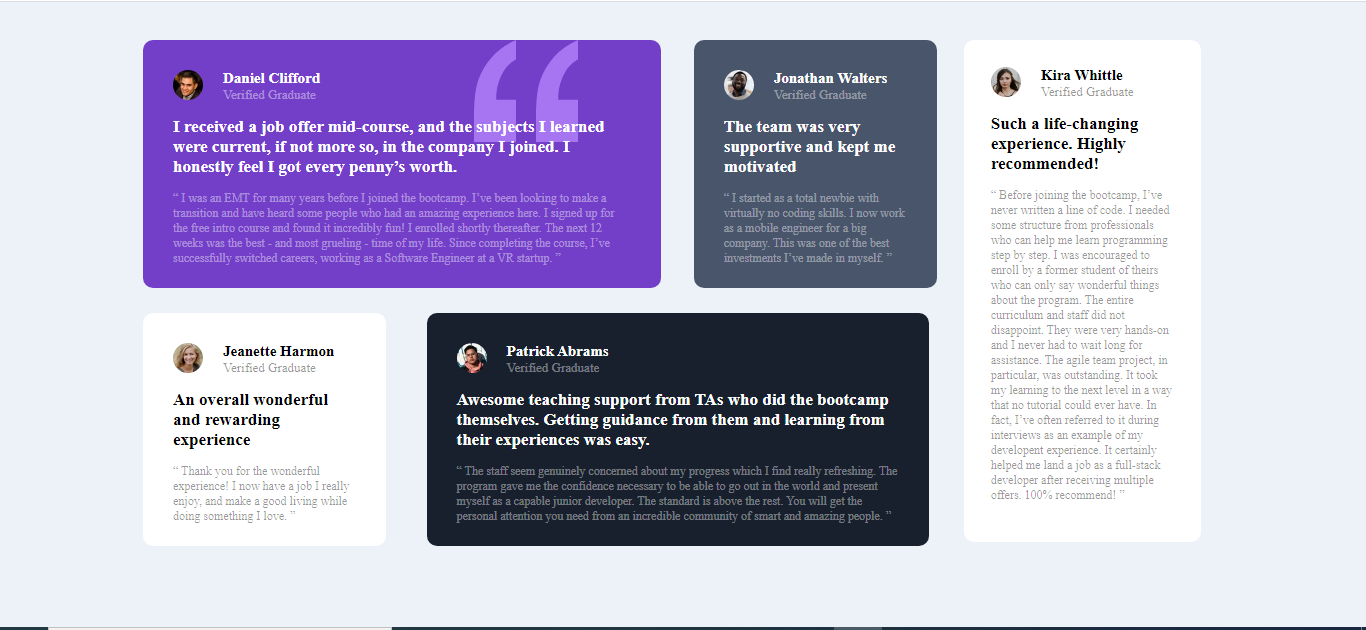 Daniel Clifford
Verified Graduate
I received a job offer mid-course, and the subjects I learned
were current, if not more so, in the company I joined. I
honestly feel I got every penny’s worth.
“ I was an EMT for many years before I joined the bootcamp. I’ve been looking to make a
transition and have heard some people who had an amazing experience here. I signed up for
the free intro course and found it incredibly fun! I enrolled shortly thereafter. The next 12
weeks was the best - and most grueling - time of my life. Since completing the course, I’ve
successfully switched careers, working as a Software Engineer at a VR startup. ”
Jonathan Walters
Verified Graduate
The team was very
supportive and kept me
motivated
“ I started as a total newbie with
virtually no coding skills. I now work
as a mobile engineer for a big
company. This was one of the best
investments I’ve made in myself. ”
Kira Whittle
Verified Graduate
Such a life-changing
experience. Highly
recommended!
“ Before joining the bootcamp, I’ve
never written a line of code. I needed
some structure from professionals
who can help me learn programming
step by step. I was encouraged to
enroll by a former student of theirs
who can only say wonderful things
about the program. The entire
curriculum and staff did not
disappoint. They were very hands-on
and I never had to wait long for
assistance. The agile team project, in
particular, was outstanding. It took
my learning to the next level in a way
that no tutorial could ever have. In
fact, I’ve often referred to it during
interviews as an example of my
developent experience. It certainly
helped me land a job as a full-stack
developer after receiving multiple
offers. 100% recommend! ”
Jeanette Harmon
Verified Graduate
An overall wonderful
and rewarding
experience
“ Thank you for the wonderful
experience! I now have a job I really
enjoy, and make a good living while
doing something I love. ”
Patrick Abrams
Verified Graduate
Awesome teaching support from TAs who did the bootcamp
themselves. Getting guidance from them and learning from
their experiences was easy.
“ The staff seem genuinely concerned about my progress which I find really refreshing. The
program gave me the confidence necessary to be able to go out in the world and present
myself as a capable junior developer. The standard is above the rest. You will get the
personal attention you need from an incredible community of smart and amazing people. ”